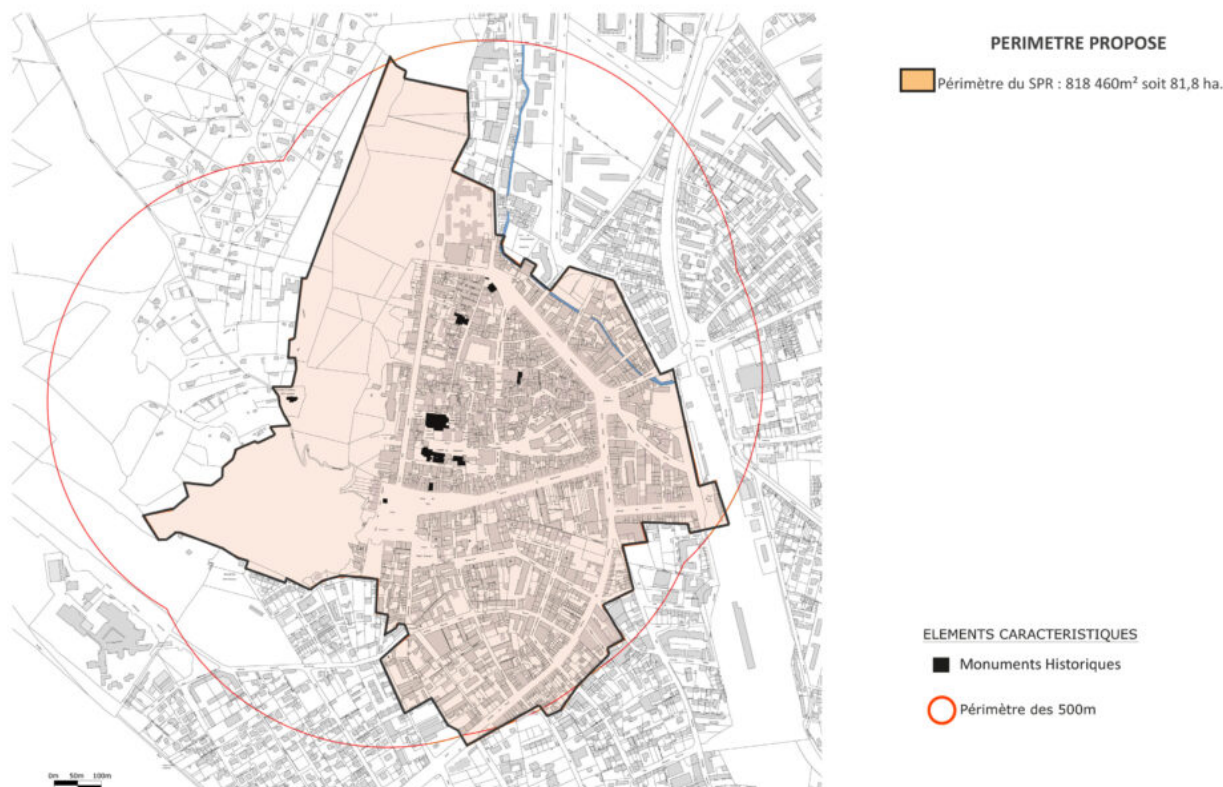 PERIMETRE PROPOSE
Périmètre du SPR : 818 460m² soit 81,8 ha.
ELEMENTS CARACTERISTIQUES
Monuments Historiques
Périmètre des 500m
0m 50m 100m